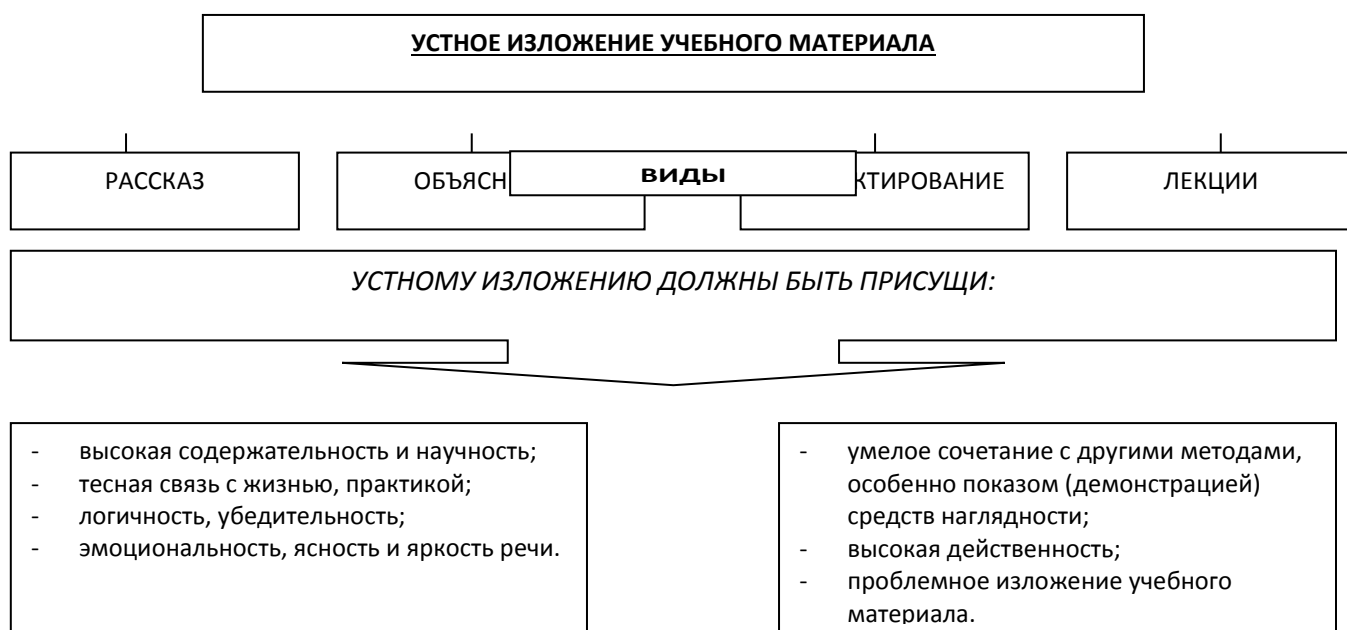 УСТНОЕ ИЗЛОЖЕНИЕ УЧЕБНОГО МАТЕРИАЛА
ВИДЫ
РАССКАЗ
ОБЪЯСН
КТИРОВАНИЕ
ЛЕКЦИИ
УСТНОМУ ИЗЛОЖЕНИЮ ДОЛЖНЫ БЫТЬ ПРИСУЩИ:
- высокая содержательность и научность;
- тесная связь с жизнью, практикой;
- логичность, убедительность;
- эмоциональность, ясность и яркость речи.
- умелое сочетание с другими методами,
особенно показом (демонстрацией)
средств наглядности;
- высокая действенность;
- проблемное изложение учебного
материала.